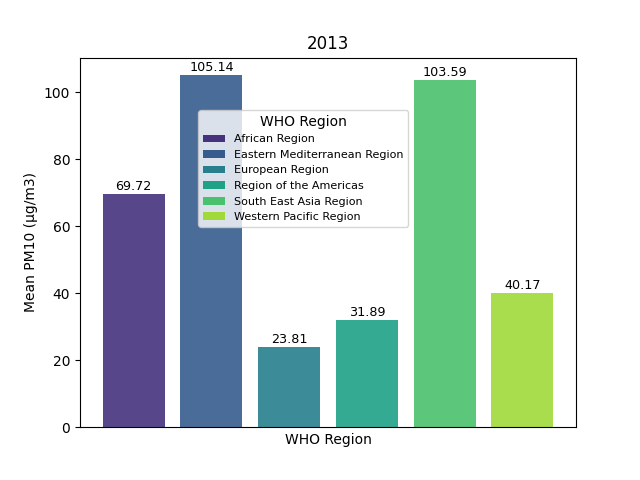 2013
105.14
103.59
100
WHO Region
African Region
Eastern Mediterranean Region
European Region
Region of the Americas
South East Asia Region
Western Pacific Region
80
69.72
60
40
40.17
31.89
23.81
20
0
Mean PM10 (μg/m3)
WHO Region